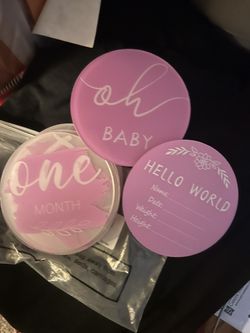 oh
BABY
one
MONTH
HELLO WORLD
Name:
Date:
Weight:
Height: